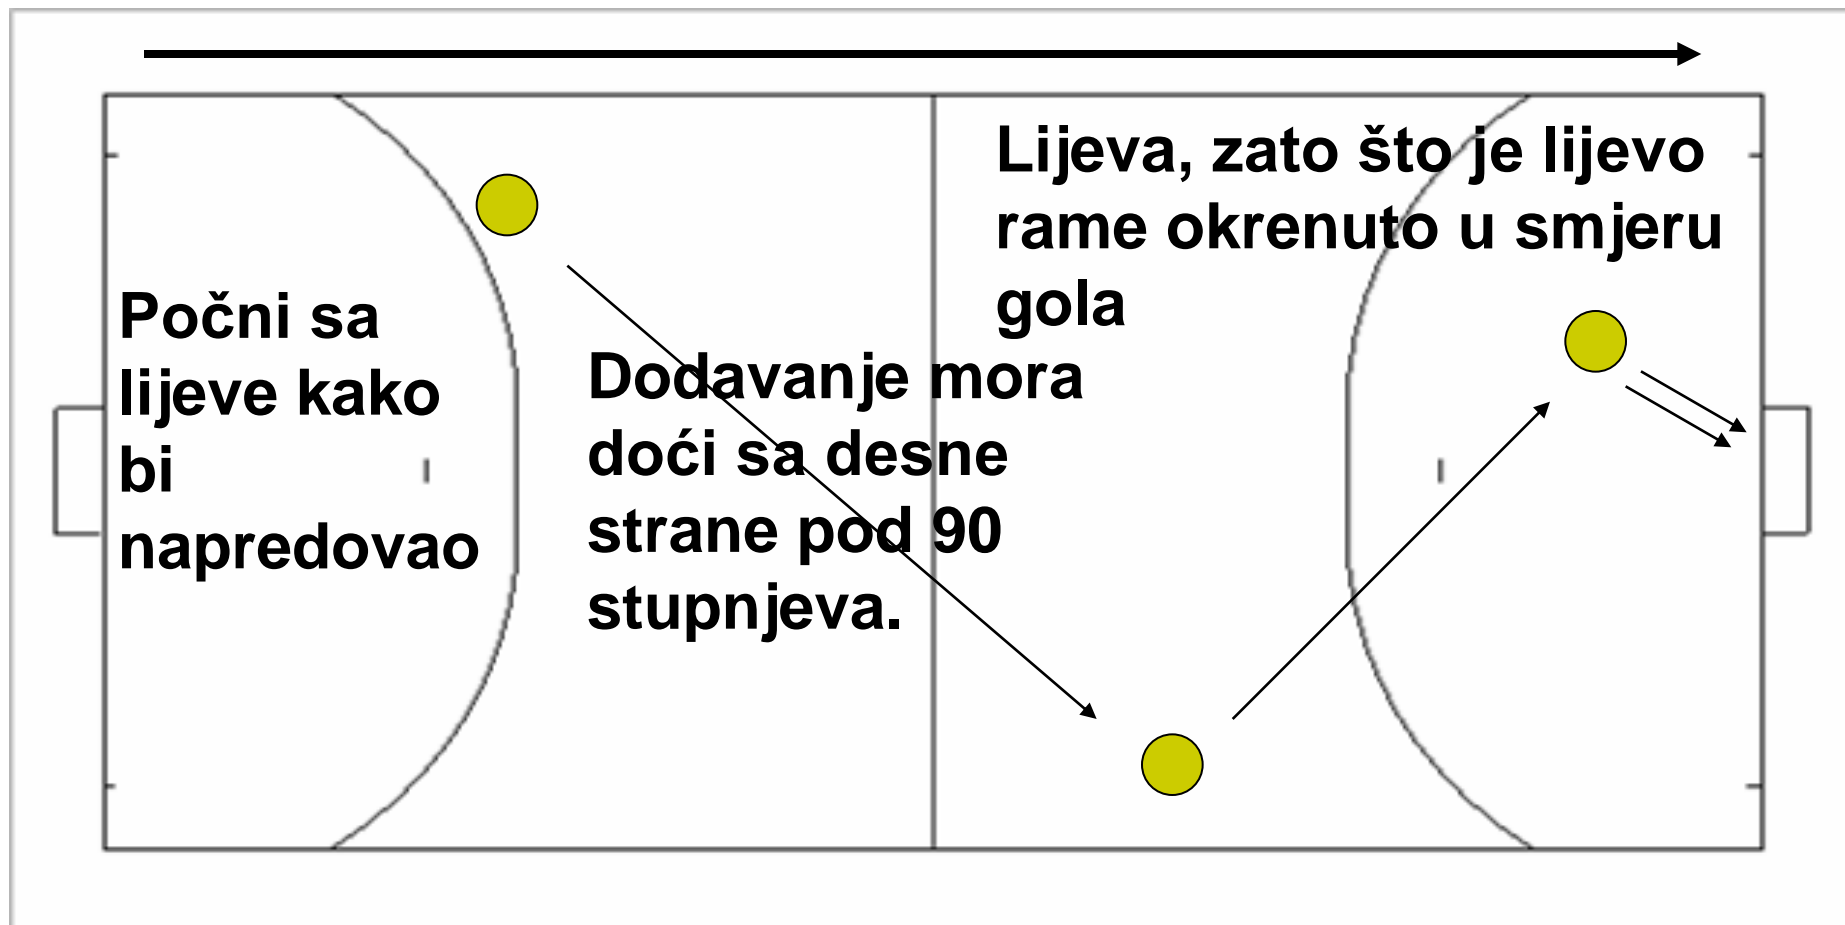 Počni sa
lijeve kako
bi
napredovao
Dodavanje mora
doći sa desne
strane pod 90
stupnjeva.
Lijeva, zato što je lijevo
rame okrenuto u smjeru
gola